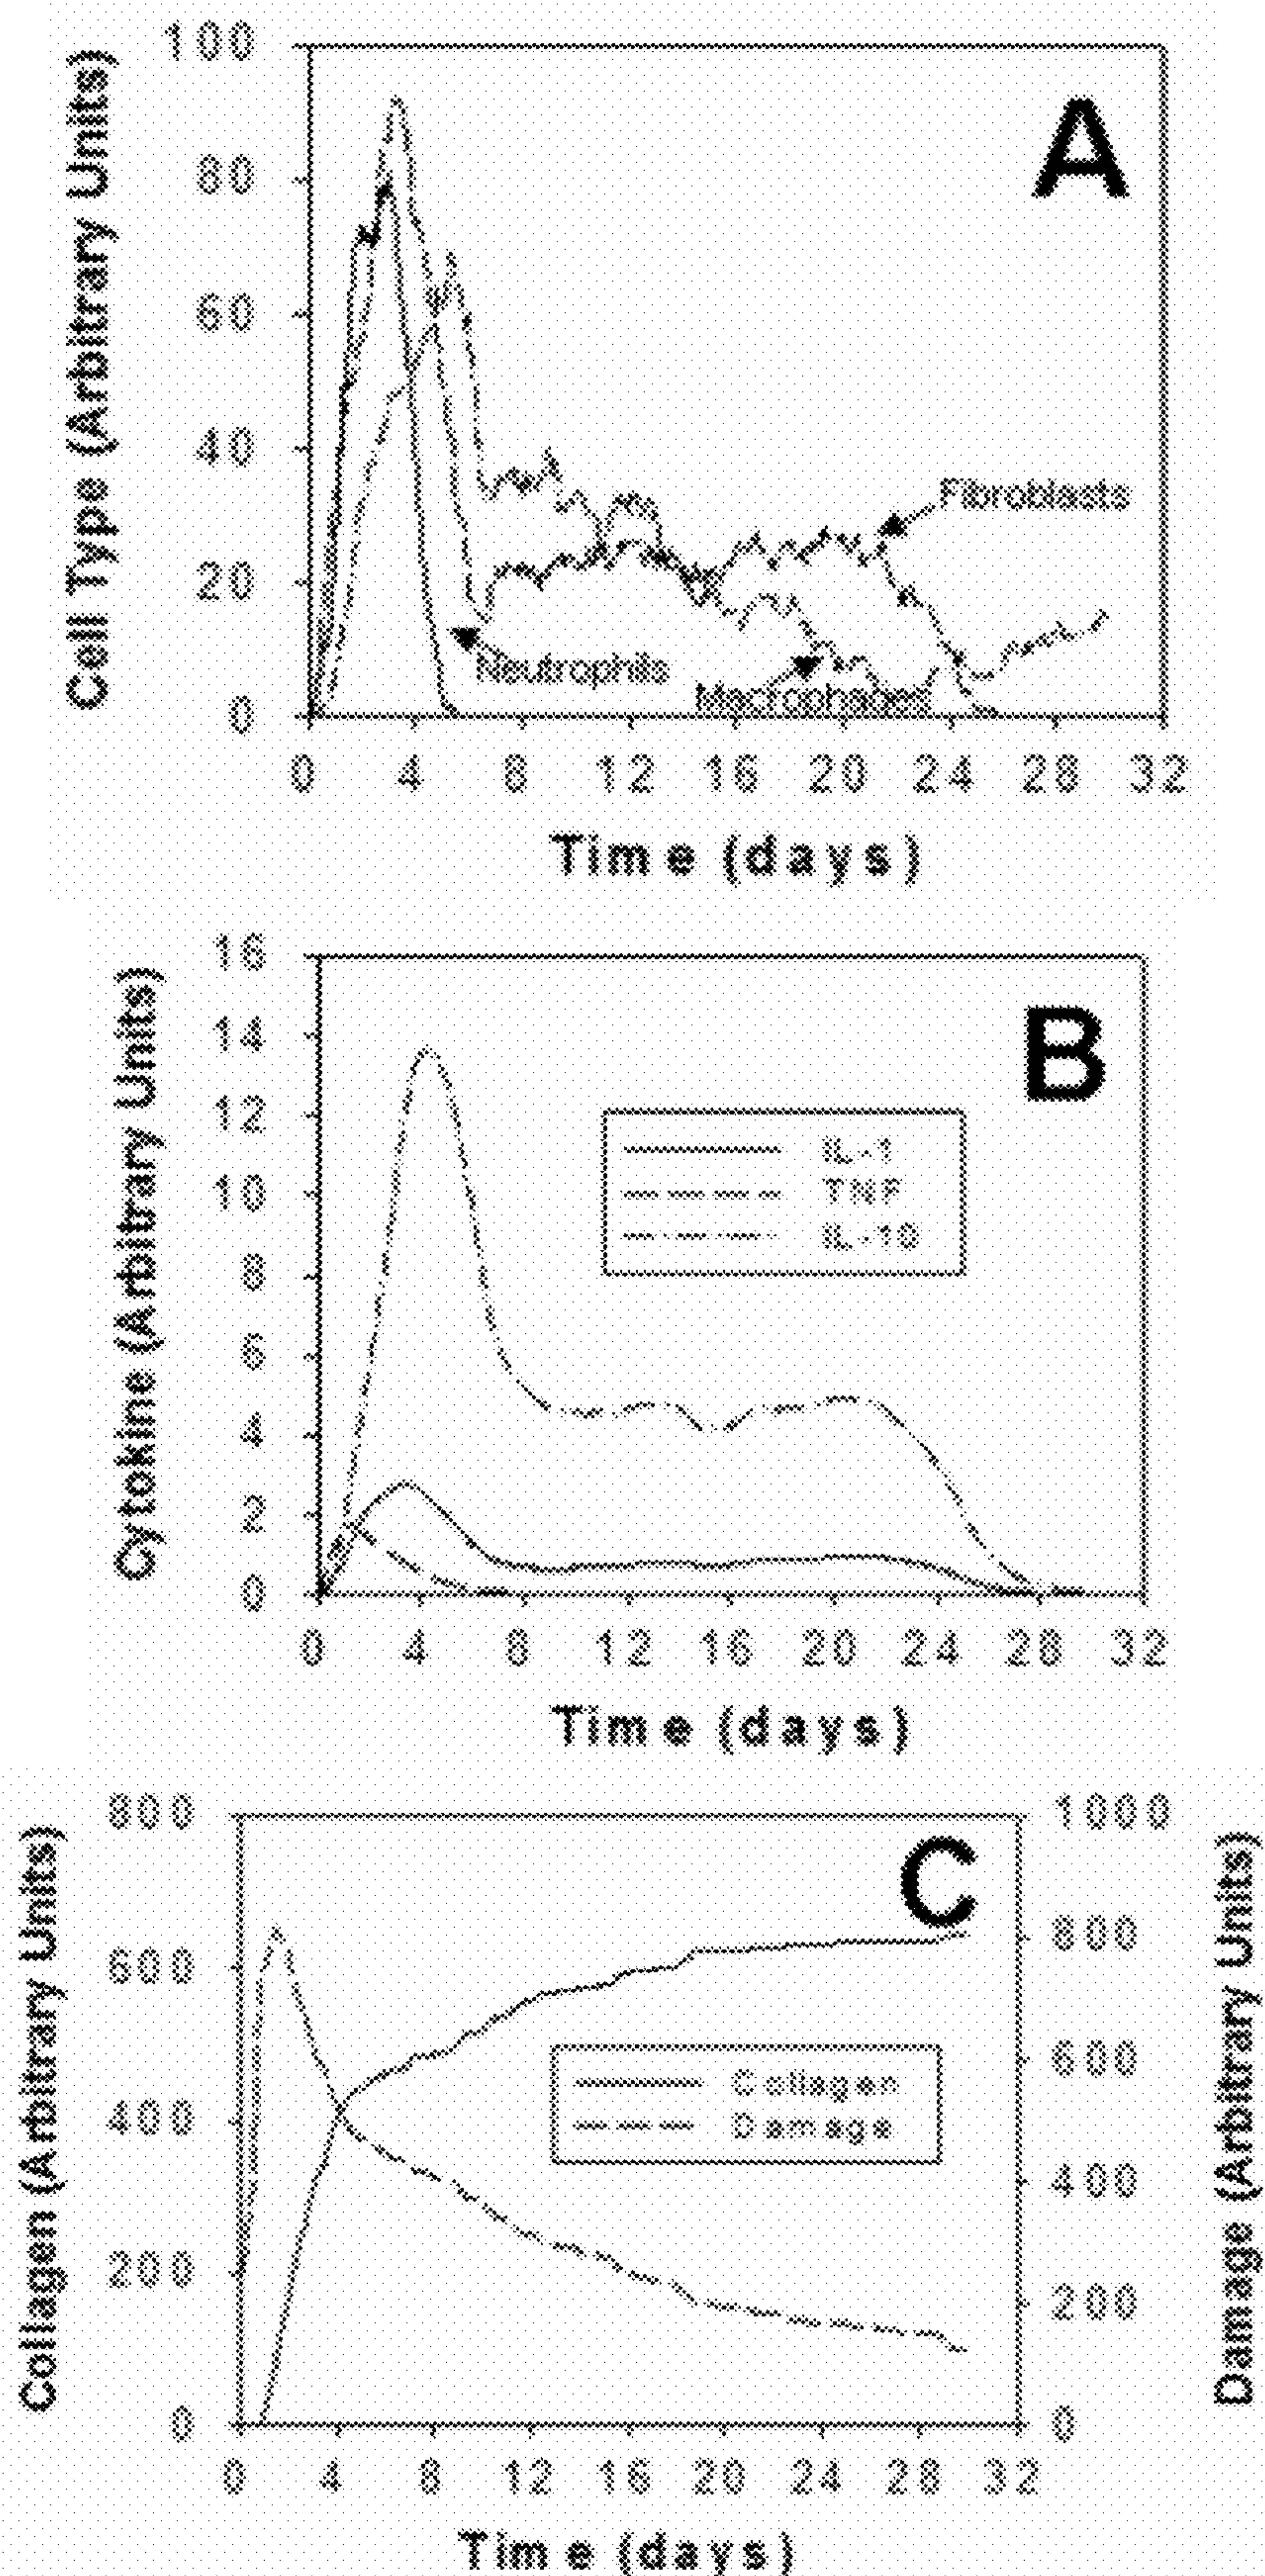 A
Cell Type (Arbitrary Units)
100
80
60
40
20
0
Fibroblasts
Neutrophils
Macrophages
0 4 8 12 16 20 24 28 32
Time (days)
B
Cytokine (Arbitrary Units)
16
14
12
10
8
6
4
2
0
IL-1
TNF
IL-10
0 4 8 12 16 20 24 28 32
Time (days)
C
Collagen (Arbitrary Units)
800
600
400
200
0
Collagen
Damage
1000
800
600
400
200
0
Damage (Arbitrary Units)
0 4 8 12 16 20 24 28 32
Time (days)